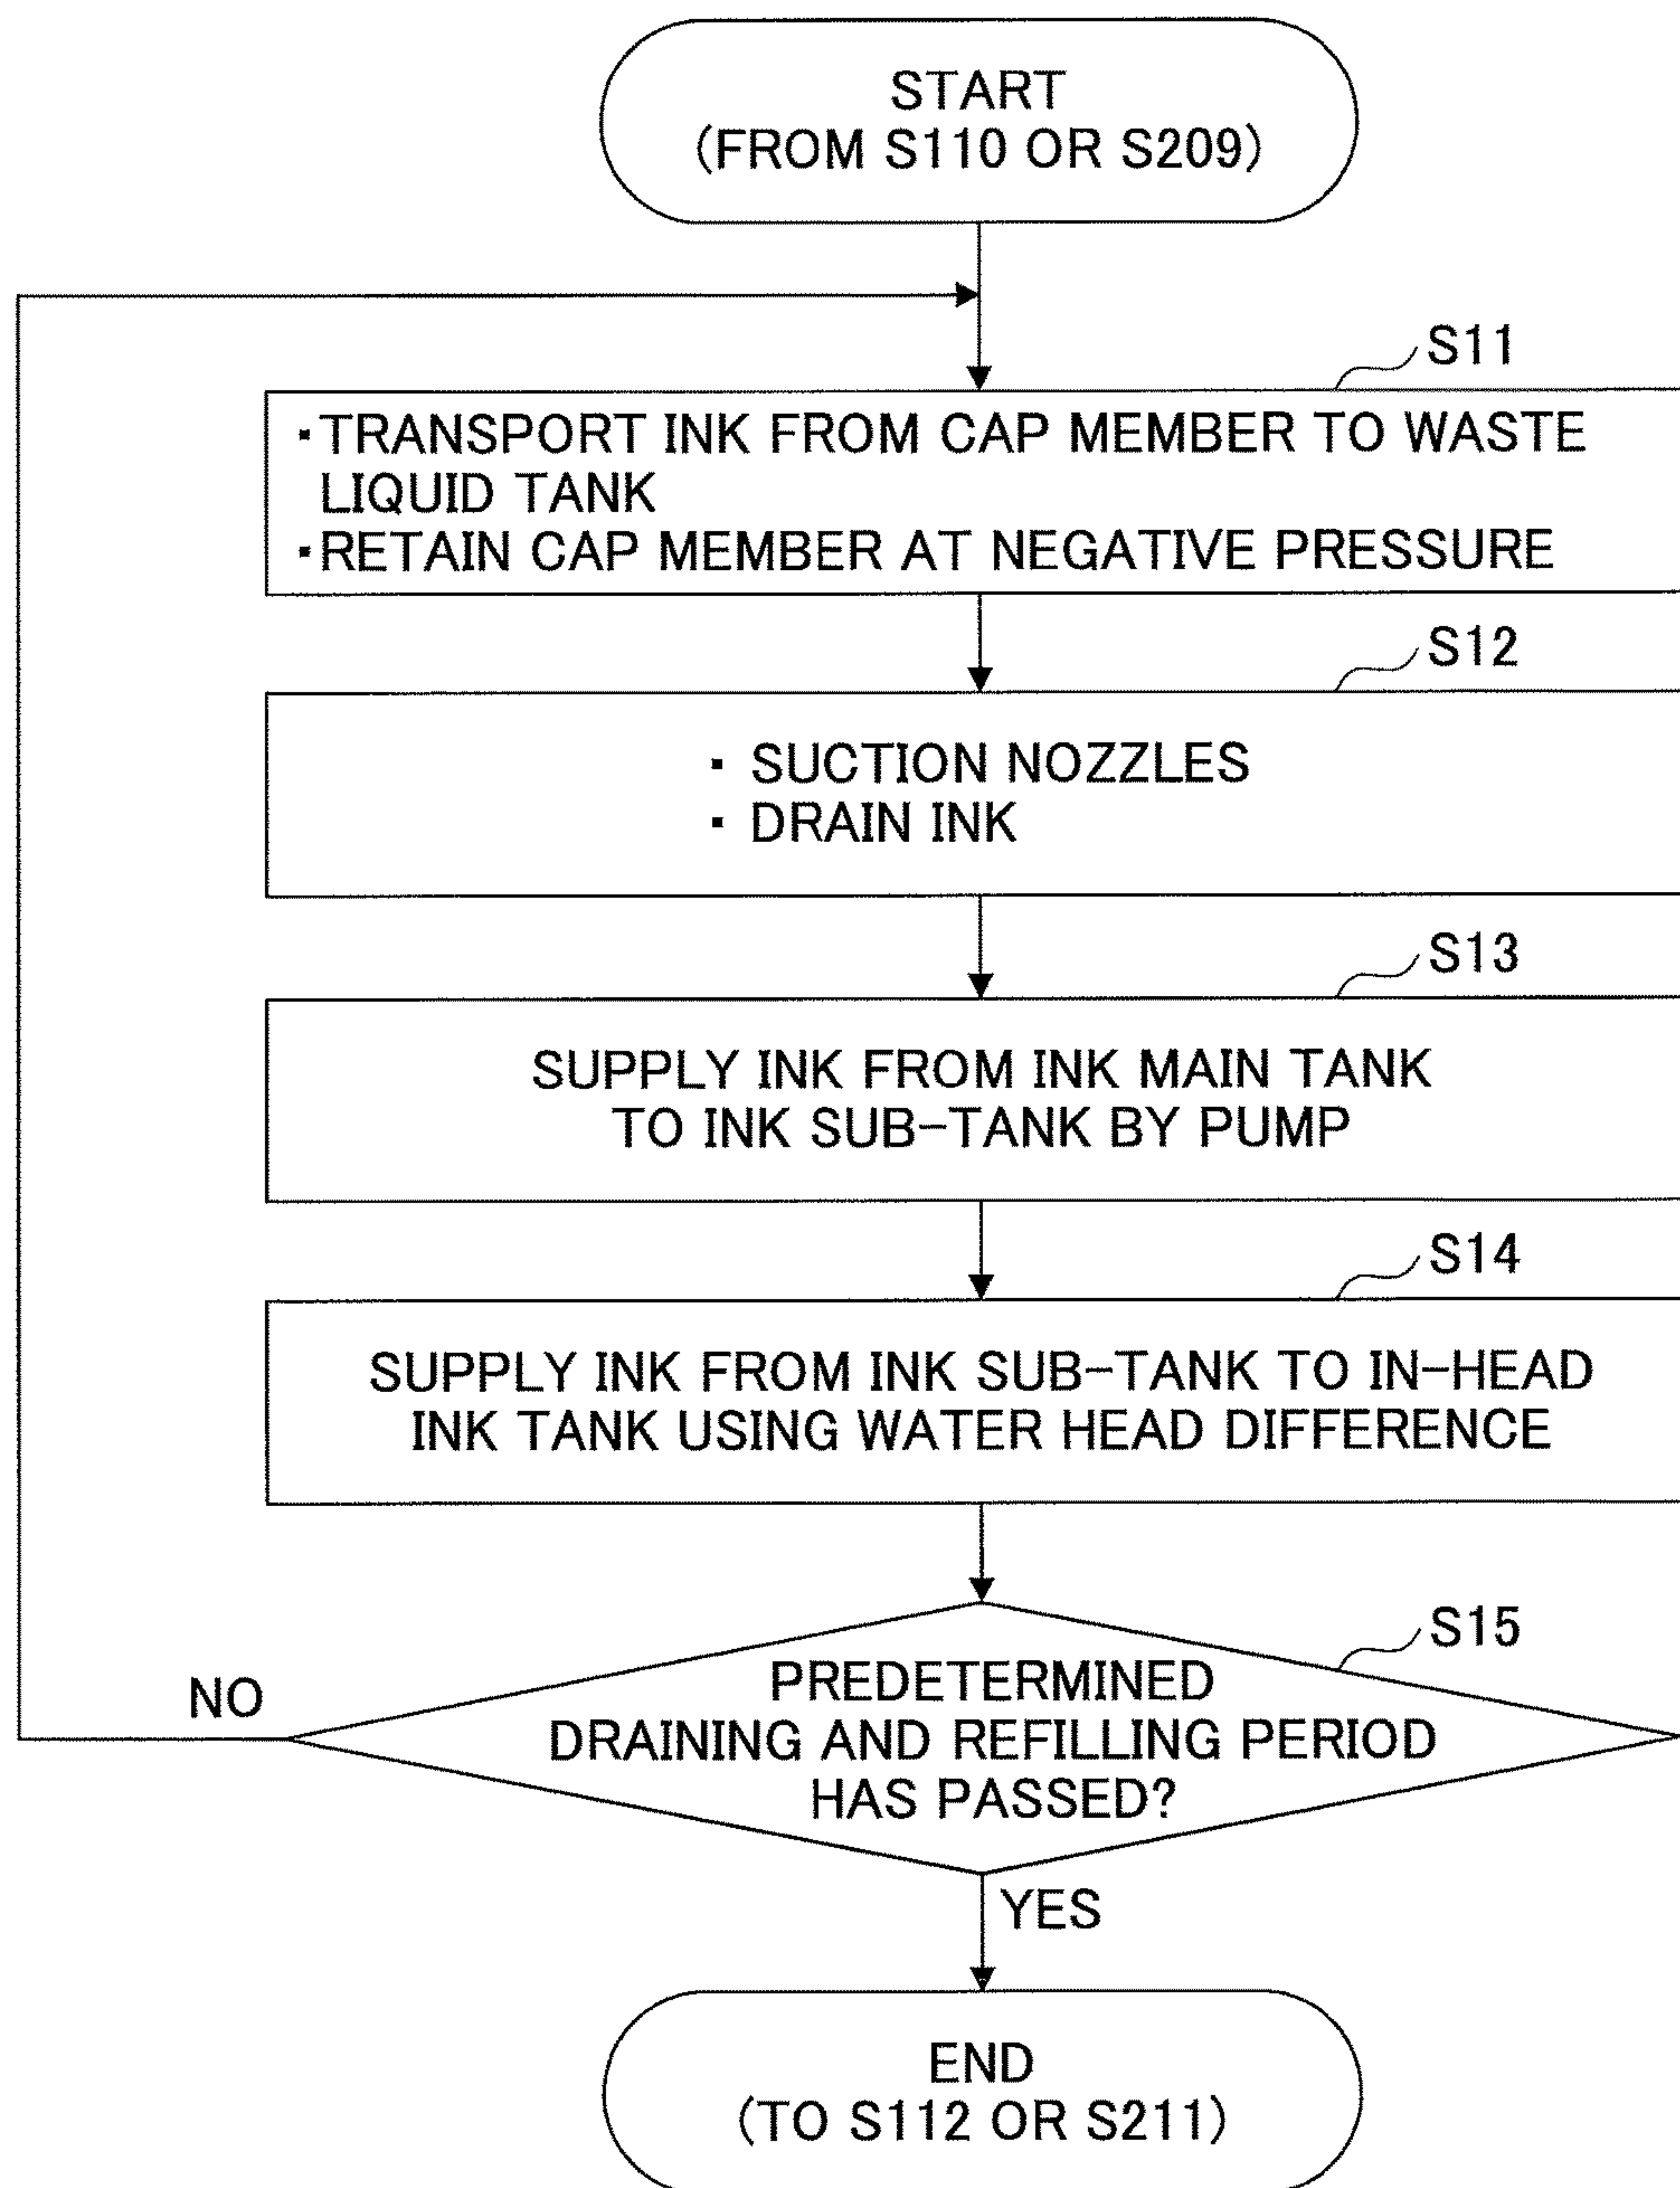 START
(FROM S110 OR S209)
S11
▪TRANSPORT INK FROM CAP MEMBER TO WASTE
LIQUID TANK
▪RETAIN CAP MEMBER AT NEGATIVE PRESSURE
S12
▪ SUCTION NOZZLES
▪ DRAIN INK
S13
SUPPLY INK FROM INK MAIN TANK
TO INK SUB-TANK BY PUMP
S14
SUPPLY INK FROM INK SUB-TANK TO IN-HEAD
INK TANK USING WATER HEAD DIFFERENCE
S15
PREDETERMINED
DRAINING AND REFILLING PERIOD
HAS PASSED?
NO
YES
END
(TO S112 OR S211)